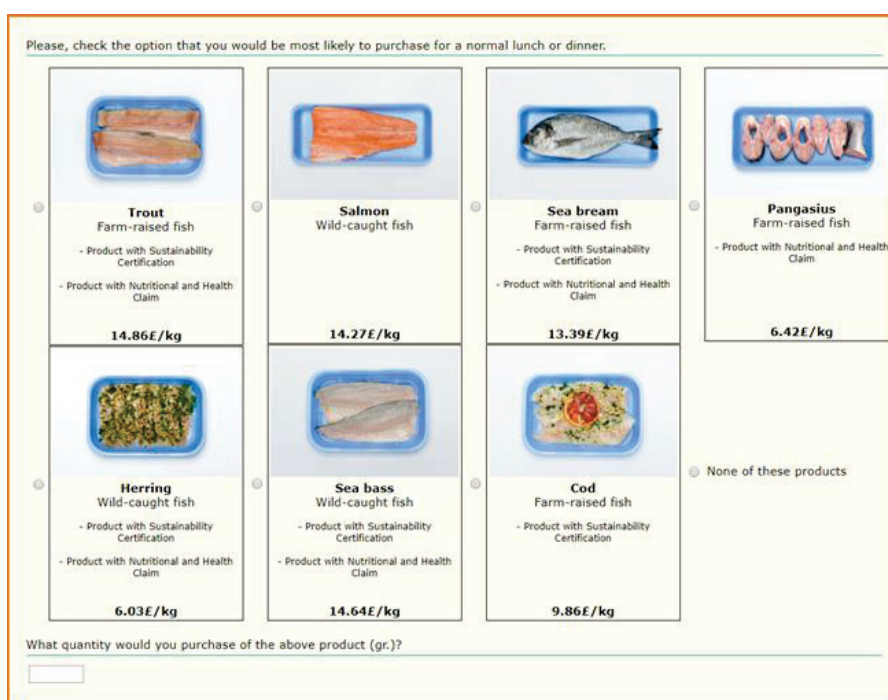 Please, check the option that you would be most likely to purchase for a normal lunch or dinner.
Trout
Farm-raised fish
- Product with Sustainability
Certification
- Product with Nutritional and Health
Claim
14.86£/kg
Salmon
Wild-caught fish
14.27£/kg
Sea bream
Farm-raised fish
- Product with Sustainability
Certification
- Product with Nutritional and Health
Claim
13.39£/kg
Pangasius
Farm-raised fish
- Product with Nutritional and Health
Claim
6.42£/kg
Herring
Wild-caught fish
- Product with Sustainability
Certification
- Product with Nutritional and Health
Claim
6.03£/kg
Sea bass
Wild-caught fish
- Product with Sustainability
Certification
- Product with Nutritional and Health
Claim
14.64£/kg
Cod
Farm-raised fish
- Product with Sustainability
Certification
9.86£/kg
None of these products
What quantity would you purchase of the above product (gr.)?